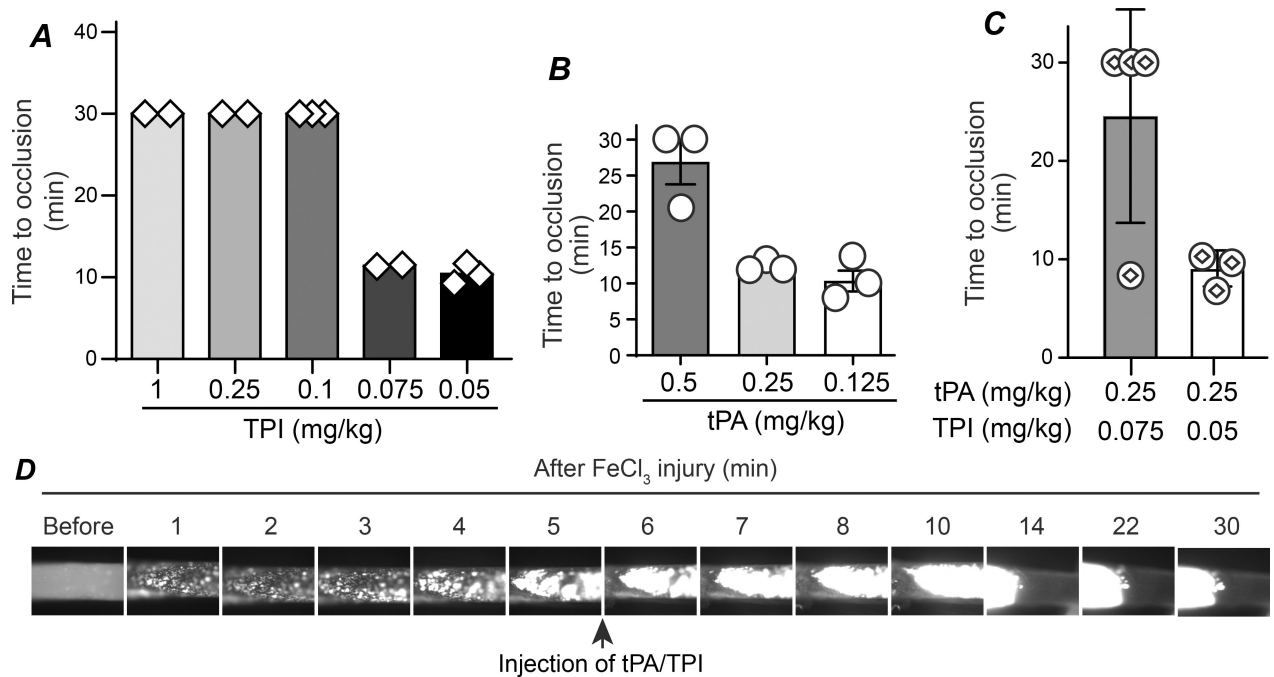 A
Time to occlusion
(min)
40
30
20
10
0
1 0.25 0.1 0.075 0.05
TPI (mg/kg)
B
Time to occlusion
(min)
30
25
20
15
10
5
0
0.5 0.25 0.125
tPA (mg/kg)
C
Time to occlusion
(min)
30
20
10
0
tPA (mg/kg) 0.25 0.25
TPI (mg/kg) 0.075 0.05
D
After FeCl₃ injury (min)
Before 1 2 3 4 5 6 7 8 10 14 22 30
Injection of tPA/TPI